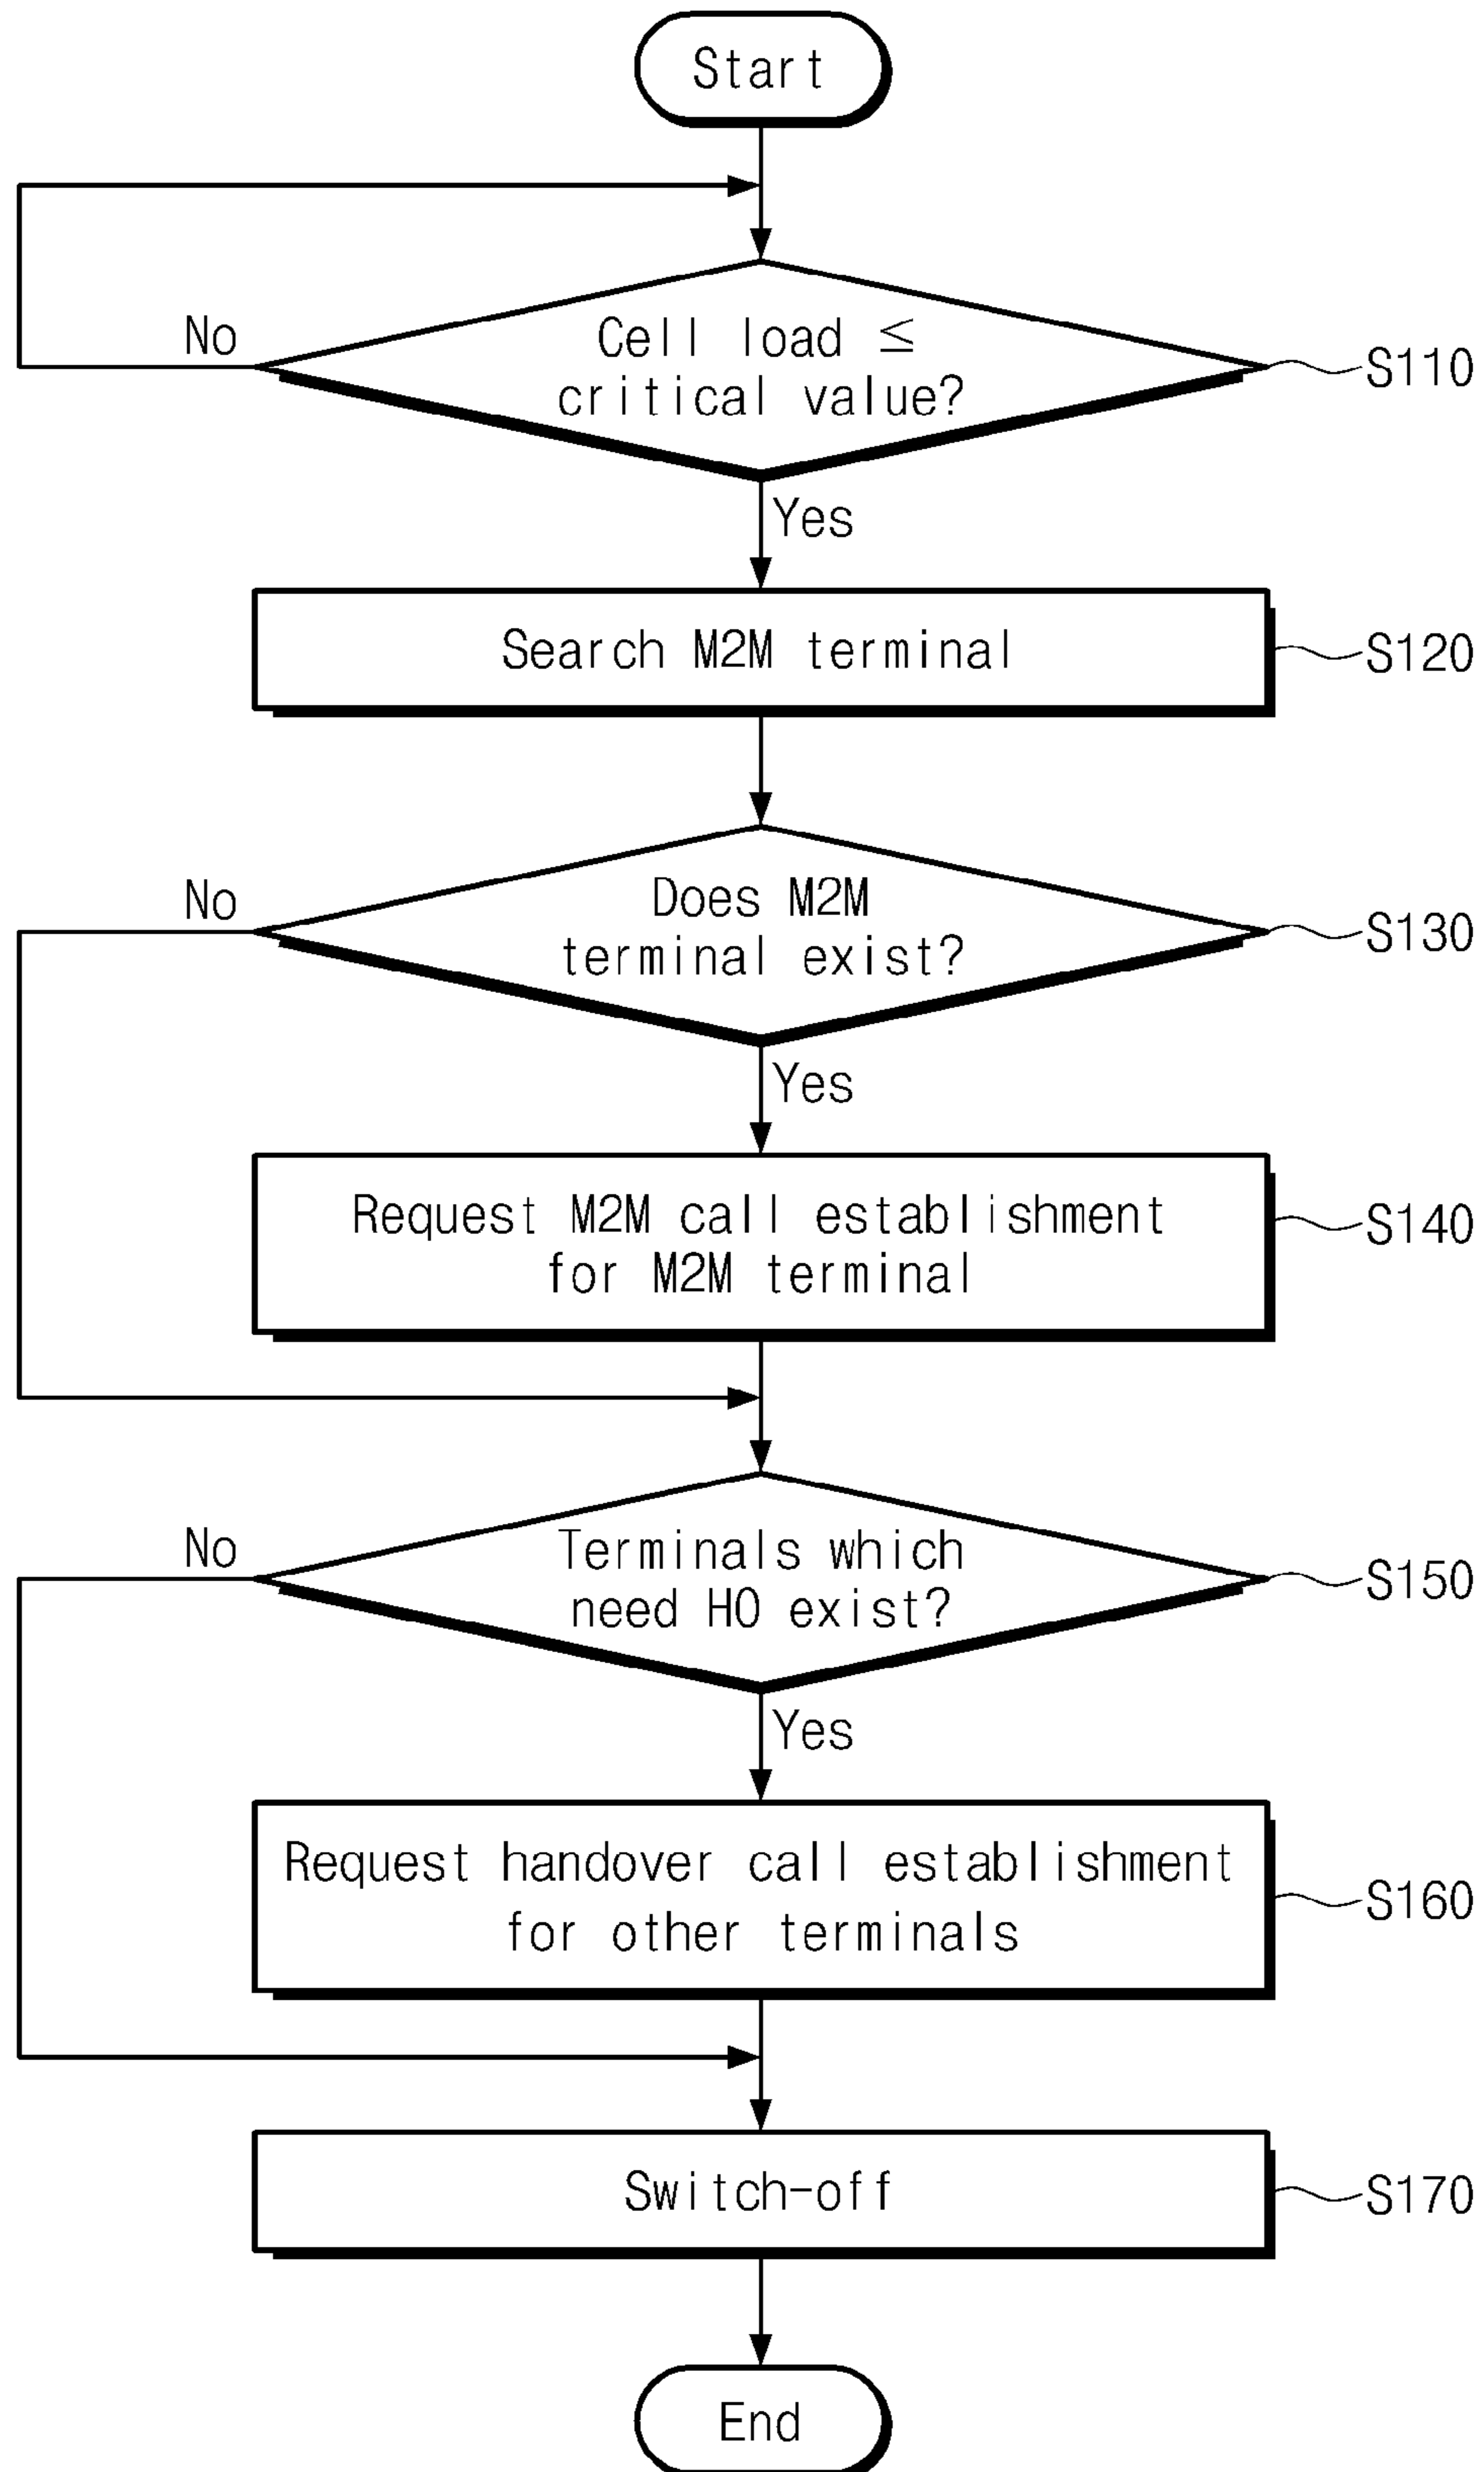 Start
No
Cell load ≤
critical value?
S110
Yes
Search M2M terminal
S120
No
Does M2M
terminal exist?
S130
Yes
Request M2M call establishment
for M2M terminal
S140
No
Terminals which
need HO exist?
S150
Yes
Request handover call establishment
for other terminals
S160
Switch-off
S170
End